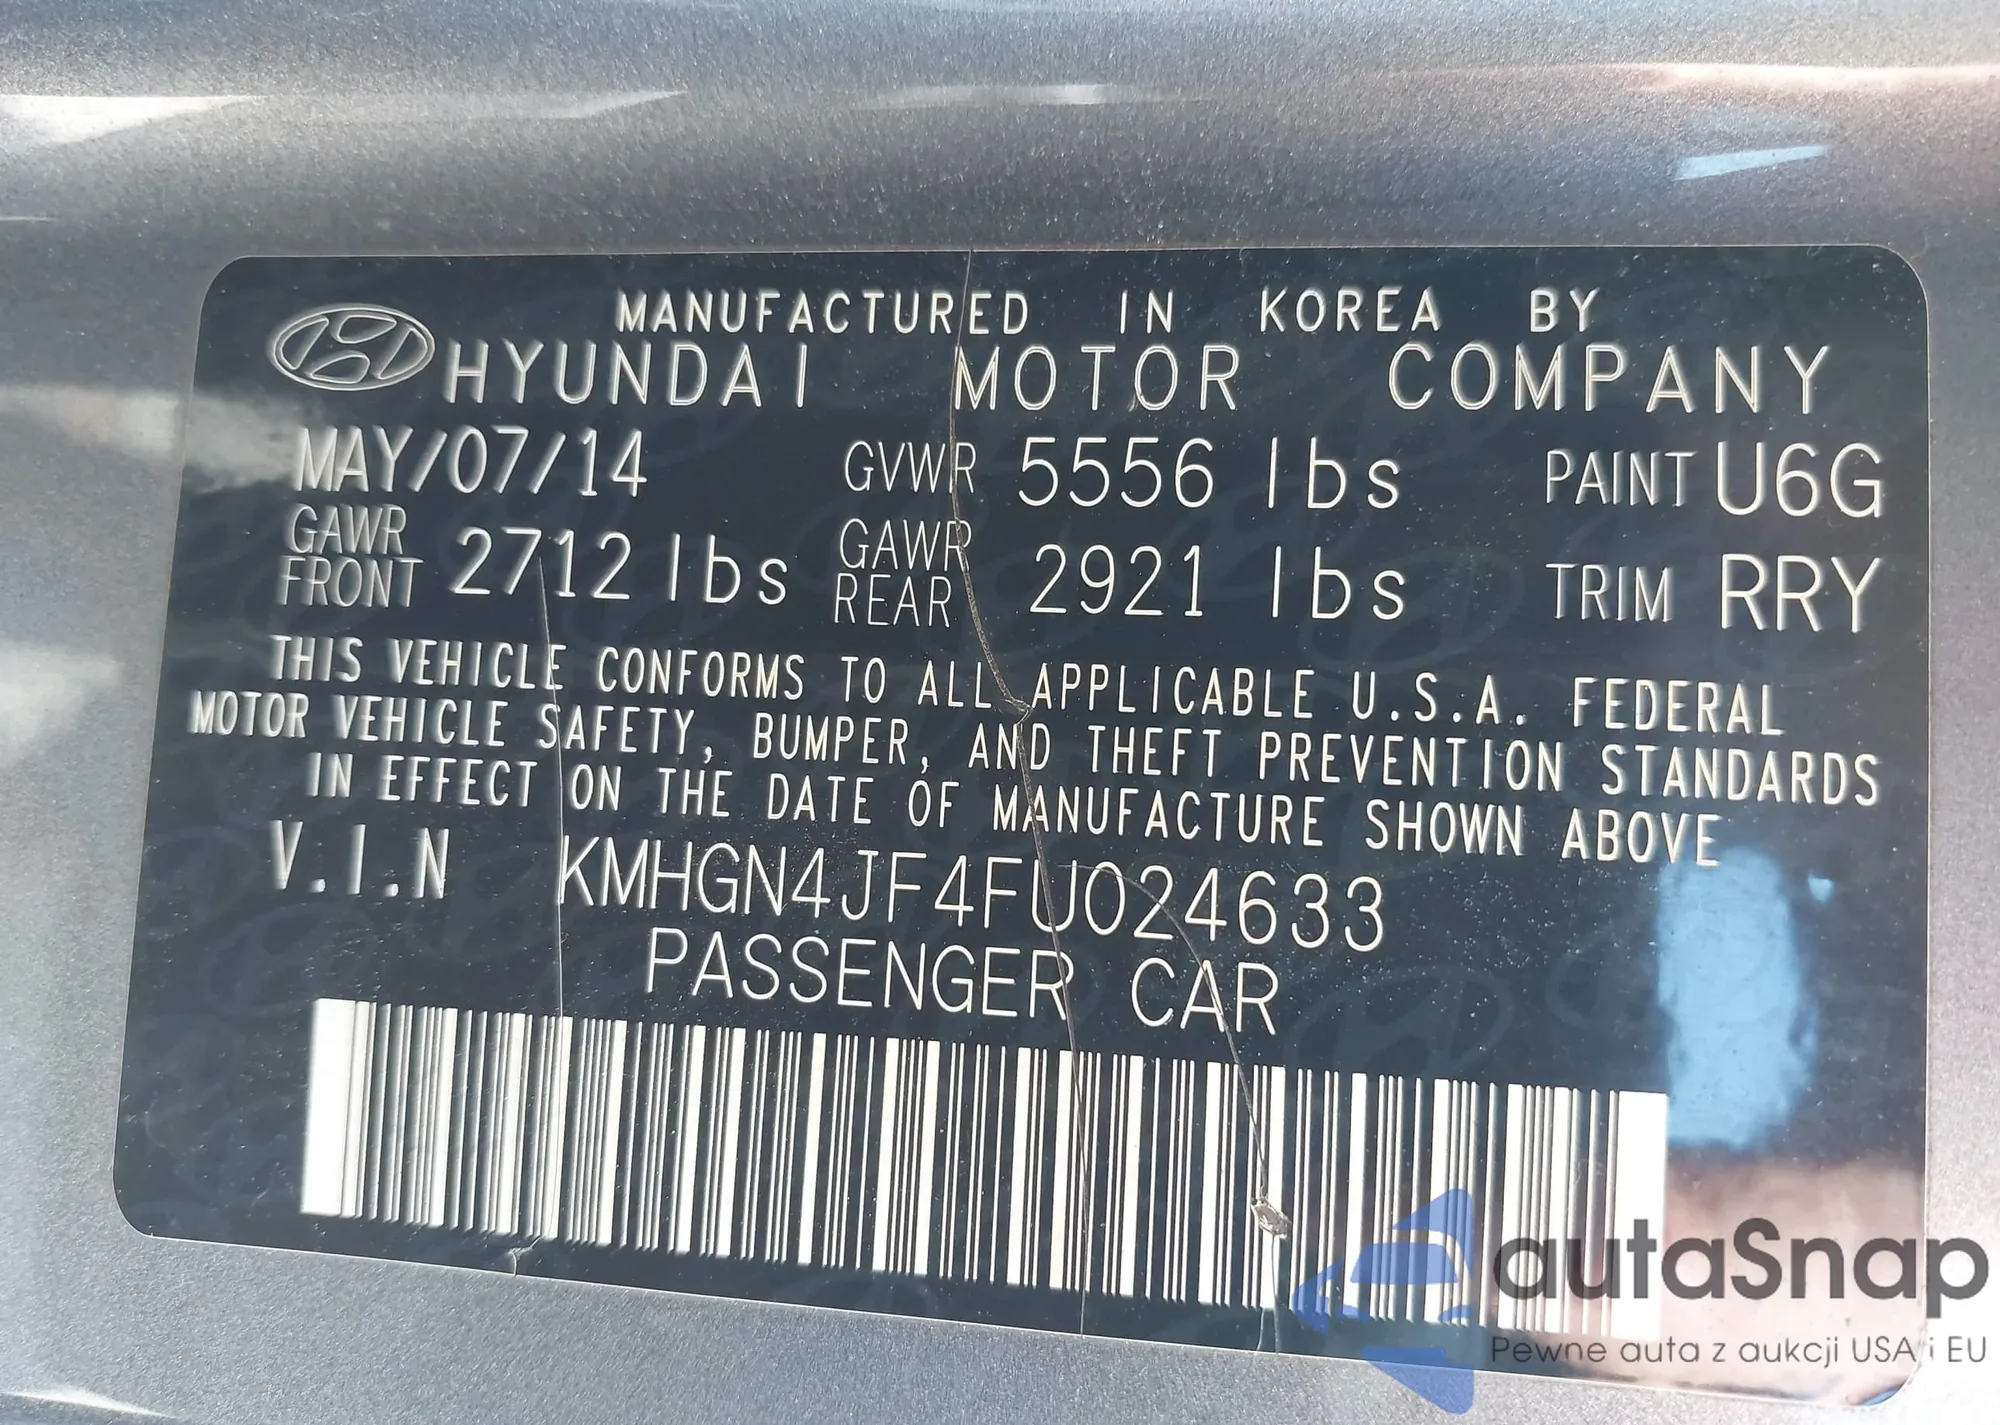 MANUFACTURED IN KOREA BY
HYUNDAI MOTOR COMPANY
MAY/07/14 GVWR 5556 lbs PAINT U6G
GAWR FRONT 2712 lbs GAWR REAR 2921 lbs TRIM RRY
THIS VEHICLE CONFORMS TO ALL APPLICABLE U.S.A. FEDERAL
MOTOR VEHICLE SAFETY, BUMPER, AND THEFT PREVENTION STANDARDS
IN EFFECT ON THE DATE OF MANUFACTURE SHOWN ABOVE
V.I.N KMHGN4JF4FU024633
PASSENGER CAR
autaSnap
Pewne auta z aukcji USA i EU